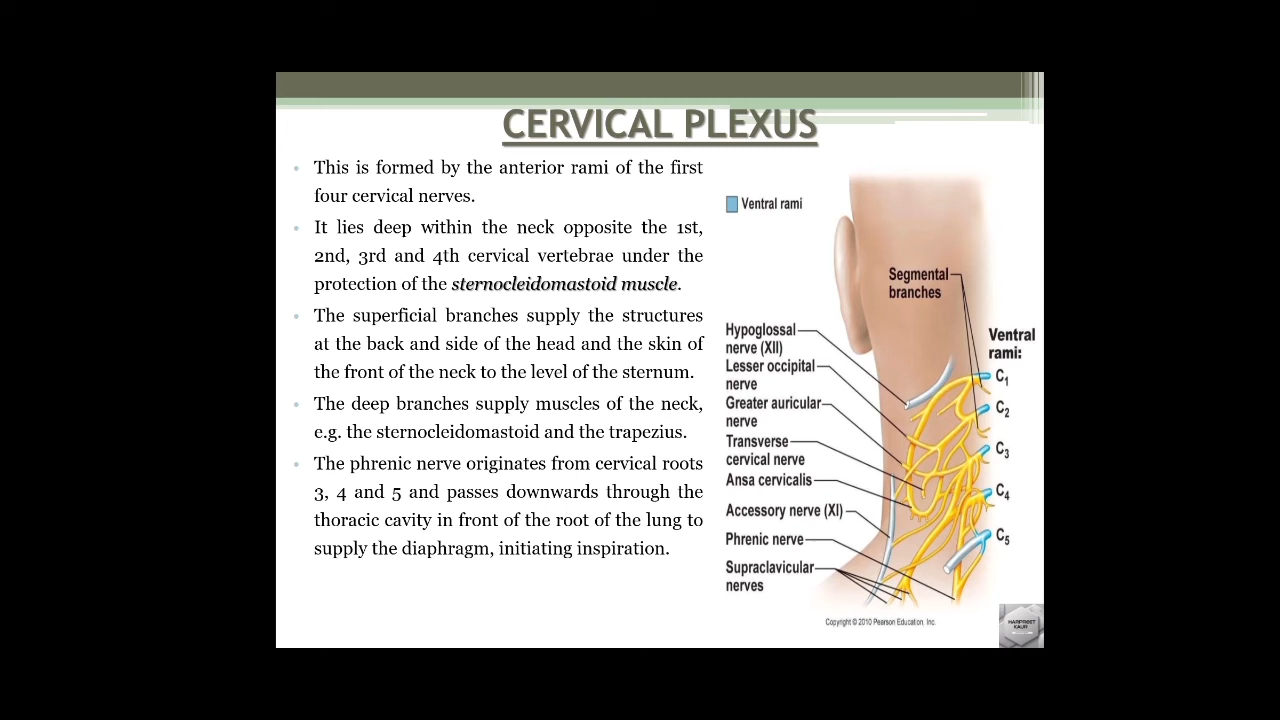 CERVICAL PLEXUS
• This is formed by the anterior rami of the first
four cervical nerves.
• It lies deep within the neck opposite the 1st,
2nd, 3rd and 4th cervical vertebrae under the
protection of the sternocleidomastoid muscle.
• The superficial branches supply the structures
at the back and side of the head and the skin of
the front of the neck to the level of the sternum.
• The deep branches supply muscles of the neck,
e.g. the sternocleidomastoid and the trapezius.
• The phrenic nerve originates from cervical roots
3, 4 and 5 and passes downwards through the
thoracic cavity in front of the root of the lung to
supply the diaphragm, initiating inspiration.
Ventral rami
Segmental
branches
Hypoglossal
nerve (XII)
Lesser occipital
nerve
Greater auricular
nerve
Transverse
cervical nerve
Ansa cervicalis
Accessory nerve (XI)
Phrenic nerve
Supraclavicular
nerves
Ventral
rami:
C1
C2
C3
C4
C5
Copyright © 2010 Pearson Education, Inc.
HARPREET
KAUR